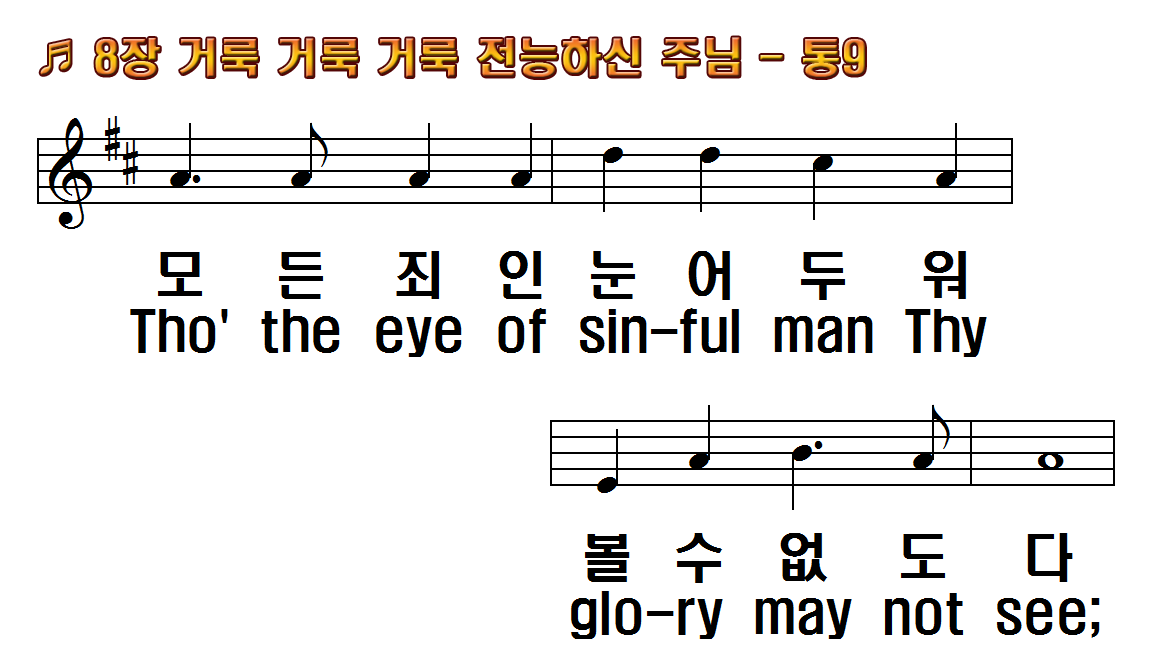 ♬ 8장 거룩 거룩 거룩 전능하신 주님 - 통9
모 든 죄 인 눈 어 두 워
Tho' the eye of sin-ful man Thy
볼 수 없 도 다
glo-ry may not see;